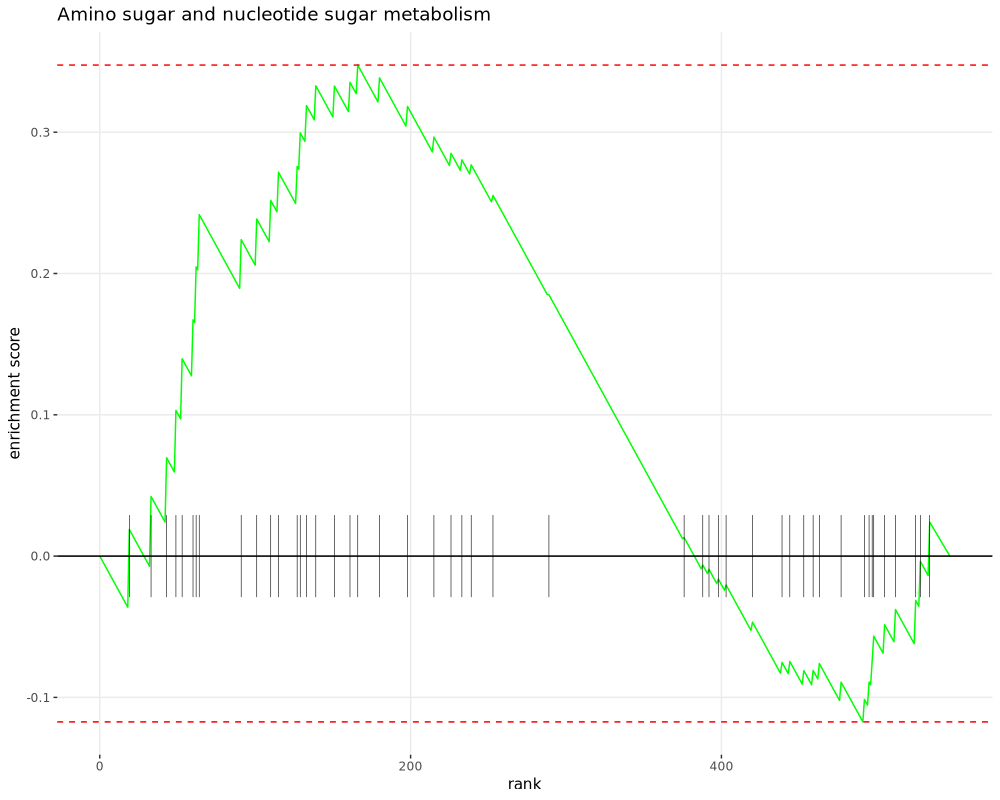 Amino sugar and nucleotide sugar metabolism
enrichment score
0.3
0.2
0.1
0.0
-0.1
0
200
400
rank